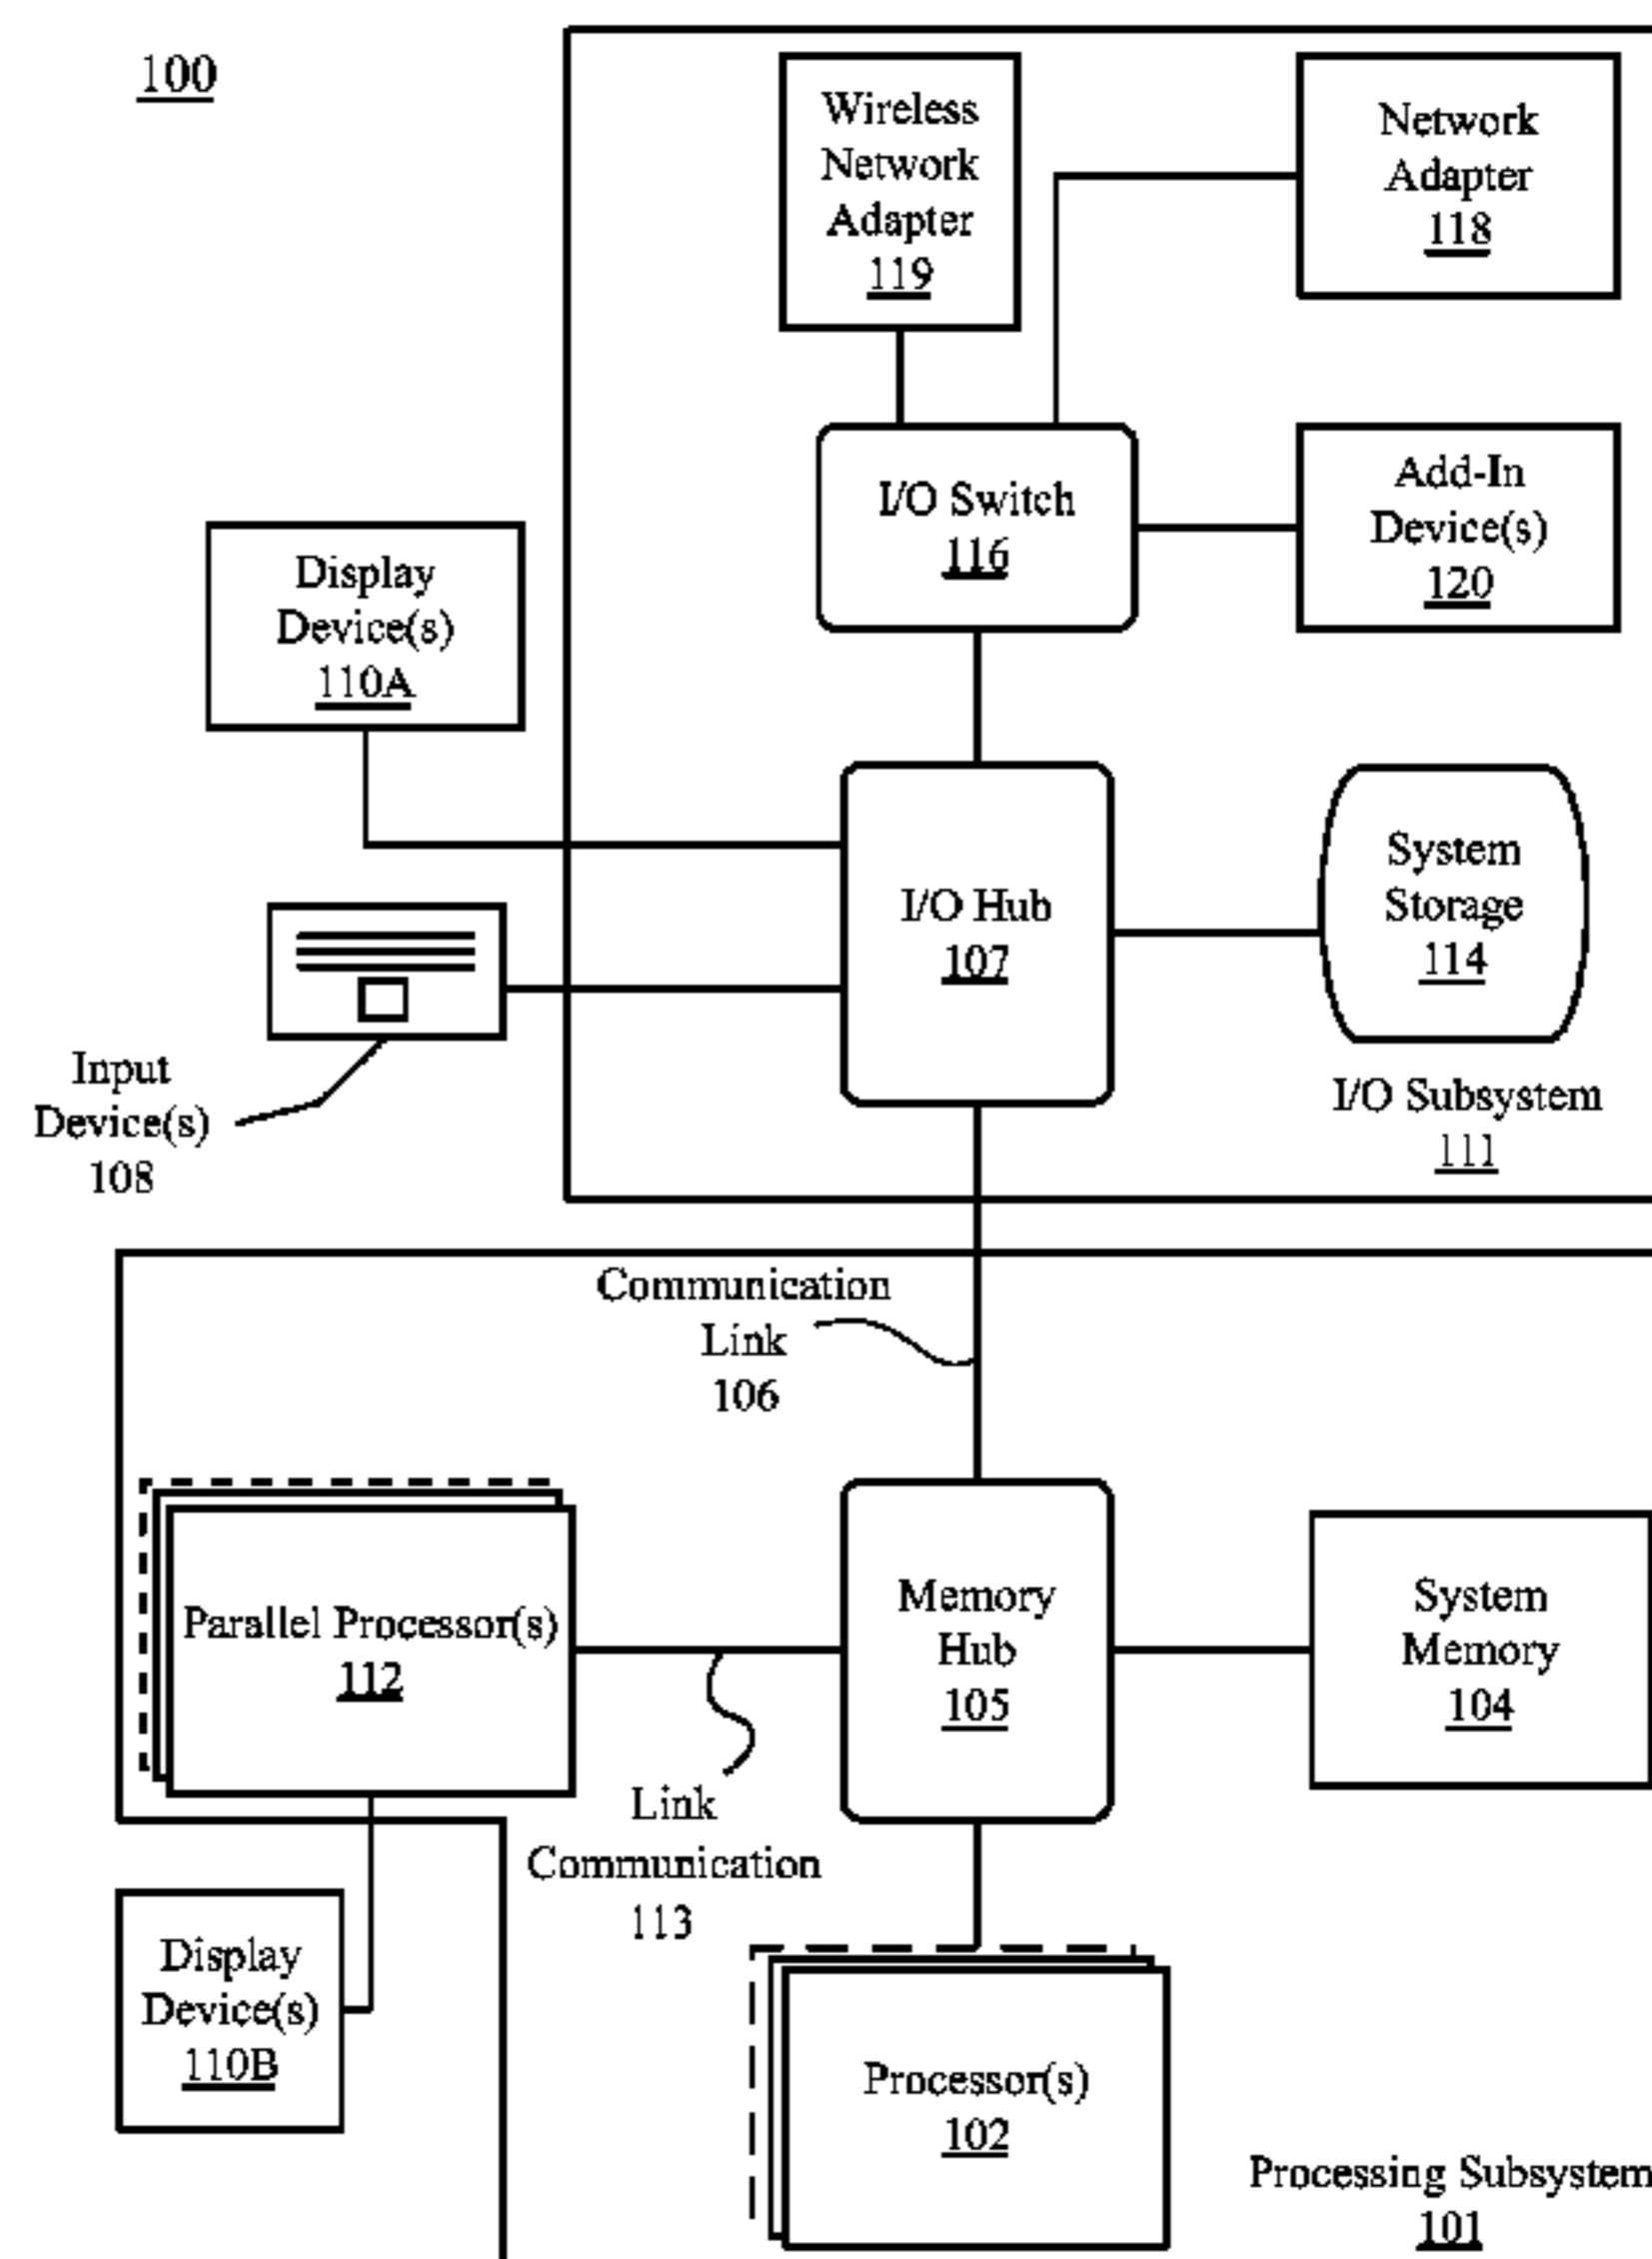 100
Wireless
Network
Adapter
119
Network
Adapter
118
I/O Switch
116
Add-In
Device(s)
120
Display
Device(s)
110A
I/O Hub
107
System
Storage
114
Input
Device(s)
108
I/O Subsystem
111
Communication
Link
106
Parallel Processor(s)
112
Memory
Hub
105
System
Memory
104
Link
Communication
113
Display
Device(s)
110B
Processor(s)
102
Processing Subsystem
101